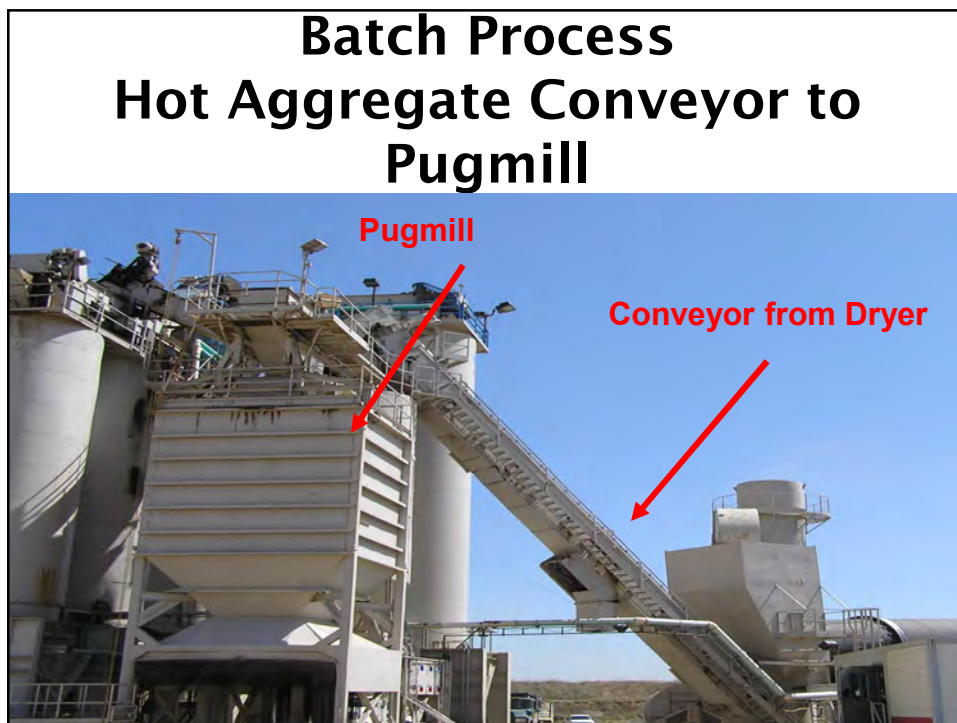 Batch Process
Hot Aggregate Conveyor to
Pugmill
Pugmill
Conveyor from Dryer